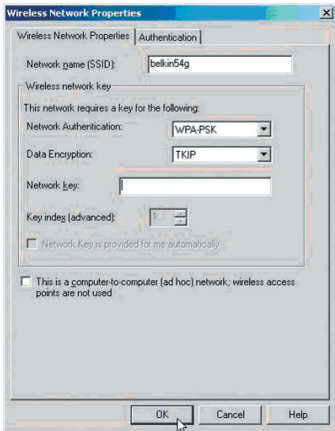 Wireless Network Properties
Wireless Network Properties
Authentication
Network name (SSID): belkin54g
Wireless network key
This network requires a key for the following:
Network Authentication: WPA-PSK
Data Encryption: TKIP
Network key:
Key index (advanced): 1
Network Key is provided for me automatically
This is a computer-to-computer (ad hoc) network; wireless access
points are not used
OK Cancel Help